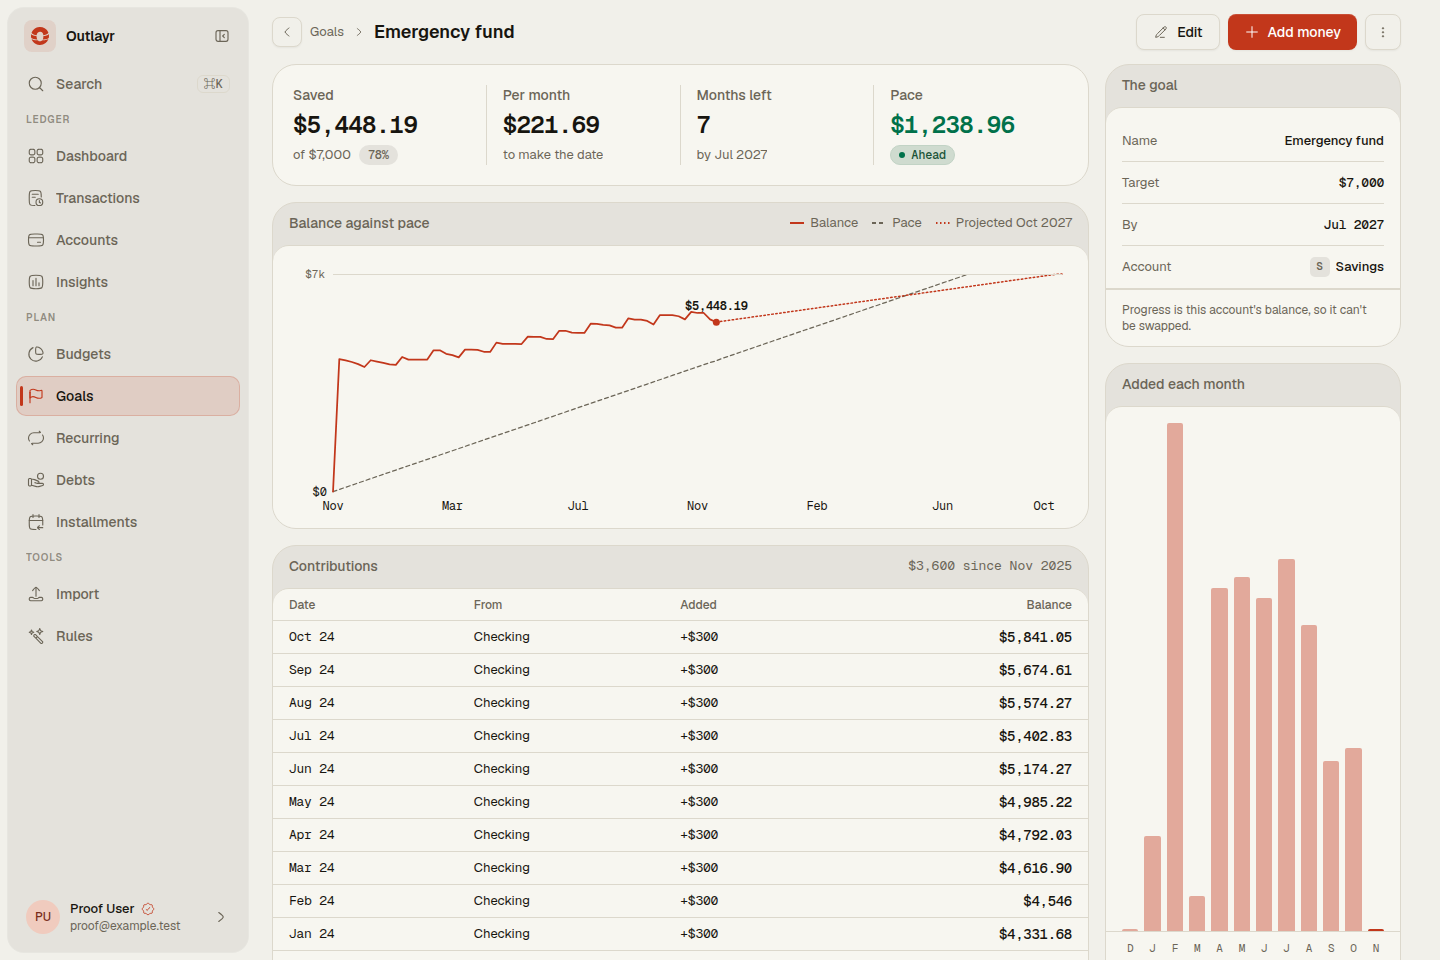 Outlayr
Search ⌘K
LEDGER
Dashboard
Transactions
Accounts
Insights
PLAN
Budgets
Goals
Recurring
Debts
Installments
TOOLS
Import
Rules
PU
Proof User
proof@example.test
Goals
Emergency fund
Edit
Add money
Saved
$5,448.19
of $7,000 78%
Per month
$221.69
to make the date
Months left
7
by Jul 2027
Pace
$1,238.96
Ahead
Balance against pace
Balance Pace Projected Oct 2027
$7k
$5,448.19
$0
Nov Mar Jul Nov Feb Jun Oct
Contributions $3,600 since Nov 2025
Date From Added Balance
Oct 24 Checking +$300 $5,841.05
Sep 24 Checking +$300 $5,674.61
Aug 24 Checking +$300 $5,574.27
Jul 24 Checking +$300 $5,402.83
Jun 24 Checking +$300 $5,174.27
May 24 Checking +$300 $4,985.22
Apr 24 Checking +$300 $4,792.03
Mar 24 Checking +$300 $4,616.90
Feb 24 Checking +$300 $4,546
Jan 24 Checking +$300 $4,331.68
The goal
Name Emergency fund
Target $7,000
By Jul 2027
Account S Savings
Progress is this account's balance, so it can't
be swapped.
Added each month
D J F M A M J J A S O N